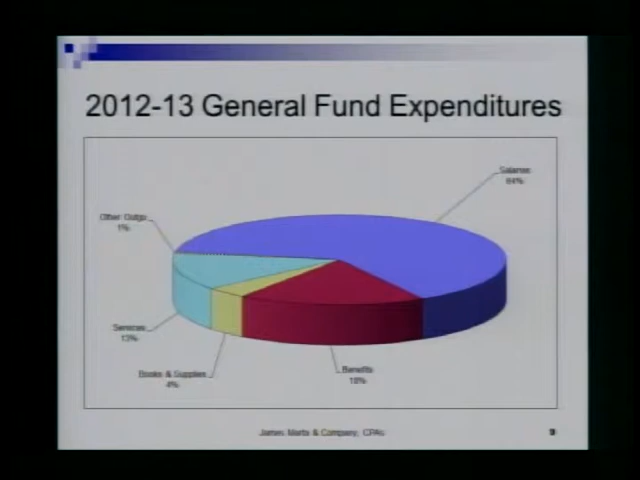 2012-13 General Fund Expenditures
Salaries
64%
Other Outgo
1%
Services
13%
Books & Supplies
4%
Benefits
18%
James Marta & Company, CPAs
9